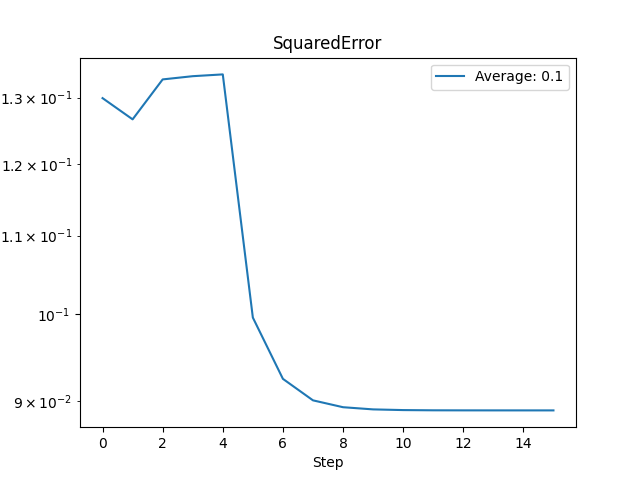 SquaredError
Average: 0.1
1.3 × 10⁻¹
1.2 × 10⁻¹
1.1 × 10⁻¹
10⁻¹
9 × 10⁻²
0 2 4 6 8 10 12 14
Step